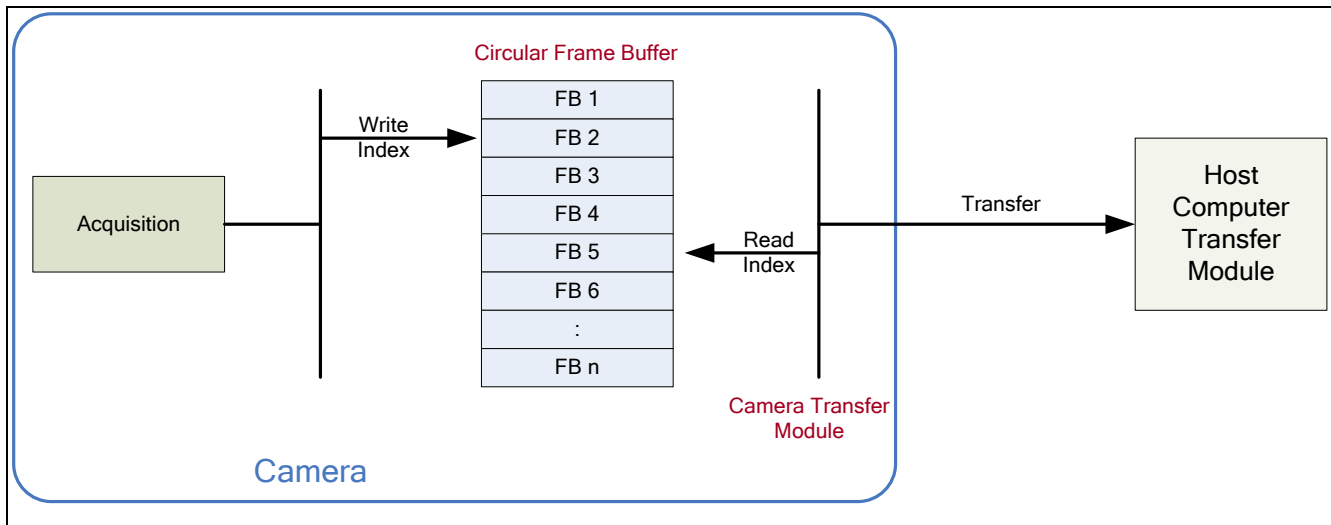 Circular Frame Buffer
FB 1
FB 2
FB 3
FB 4
FB 5
FB 6
:
FB n
Write
Index
Acquisition
Read
Index
Transfer
Host
Computer
Transfer
Module
Camera Transfer
Module
Camera